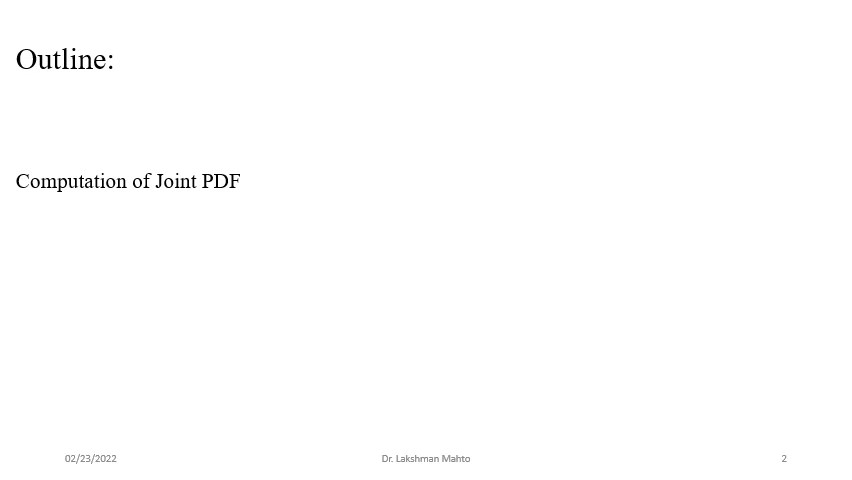 Outline:
Computation of Joint PDF
02/23/2022
Dr. Lakshman Mahto
2